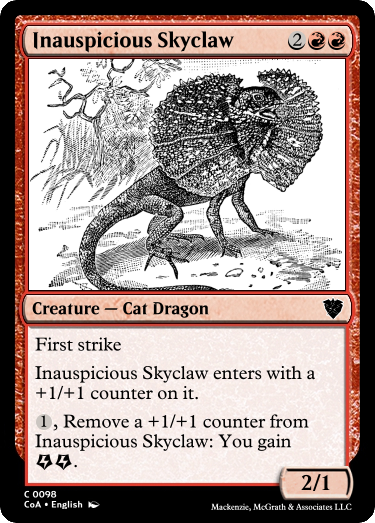 Inauspicious Skyclaw 2
Creature — Cat Dragon
First strike
Inauspicious Skyclaw enters with a
+1/+1 counter on it.
1, Remove a +1/+1 counter from
Inauspicious Skyclaw: You gain
.
2/1
C 0098
CoA • English
Mackenzie, McGrath & Associates LLC